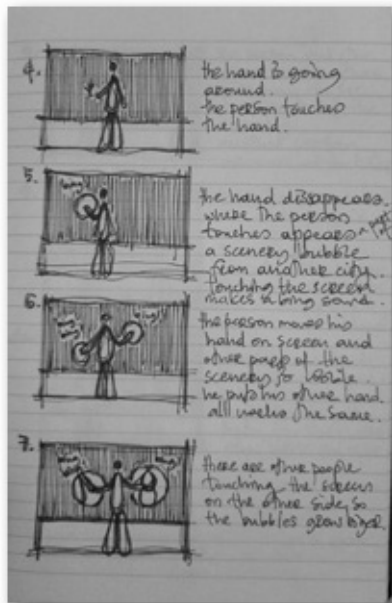 4.
the hand is going
around.
the person touches
the hand.
5.
the hand disappears.
where the person
touches appears
a scenery bubble
from another city.
touching the screen
makes a bing sound.
6.
the person moves his
hand on screen and
other parts of the
scenery is visible.
he puts his other hand
all works the same.
7.
there are other people
touching the screen
on the other side, so
the bubbles grow bigger.